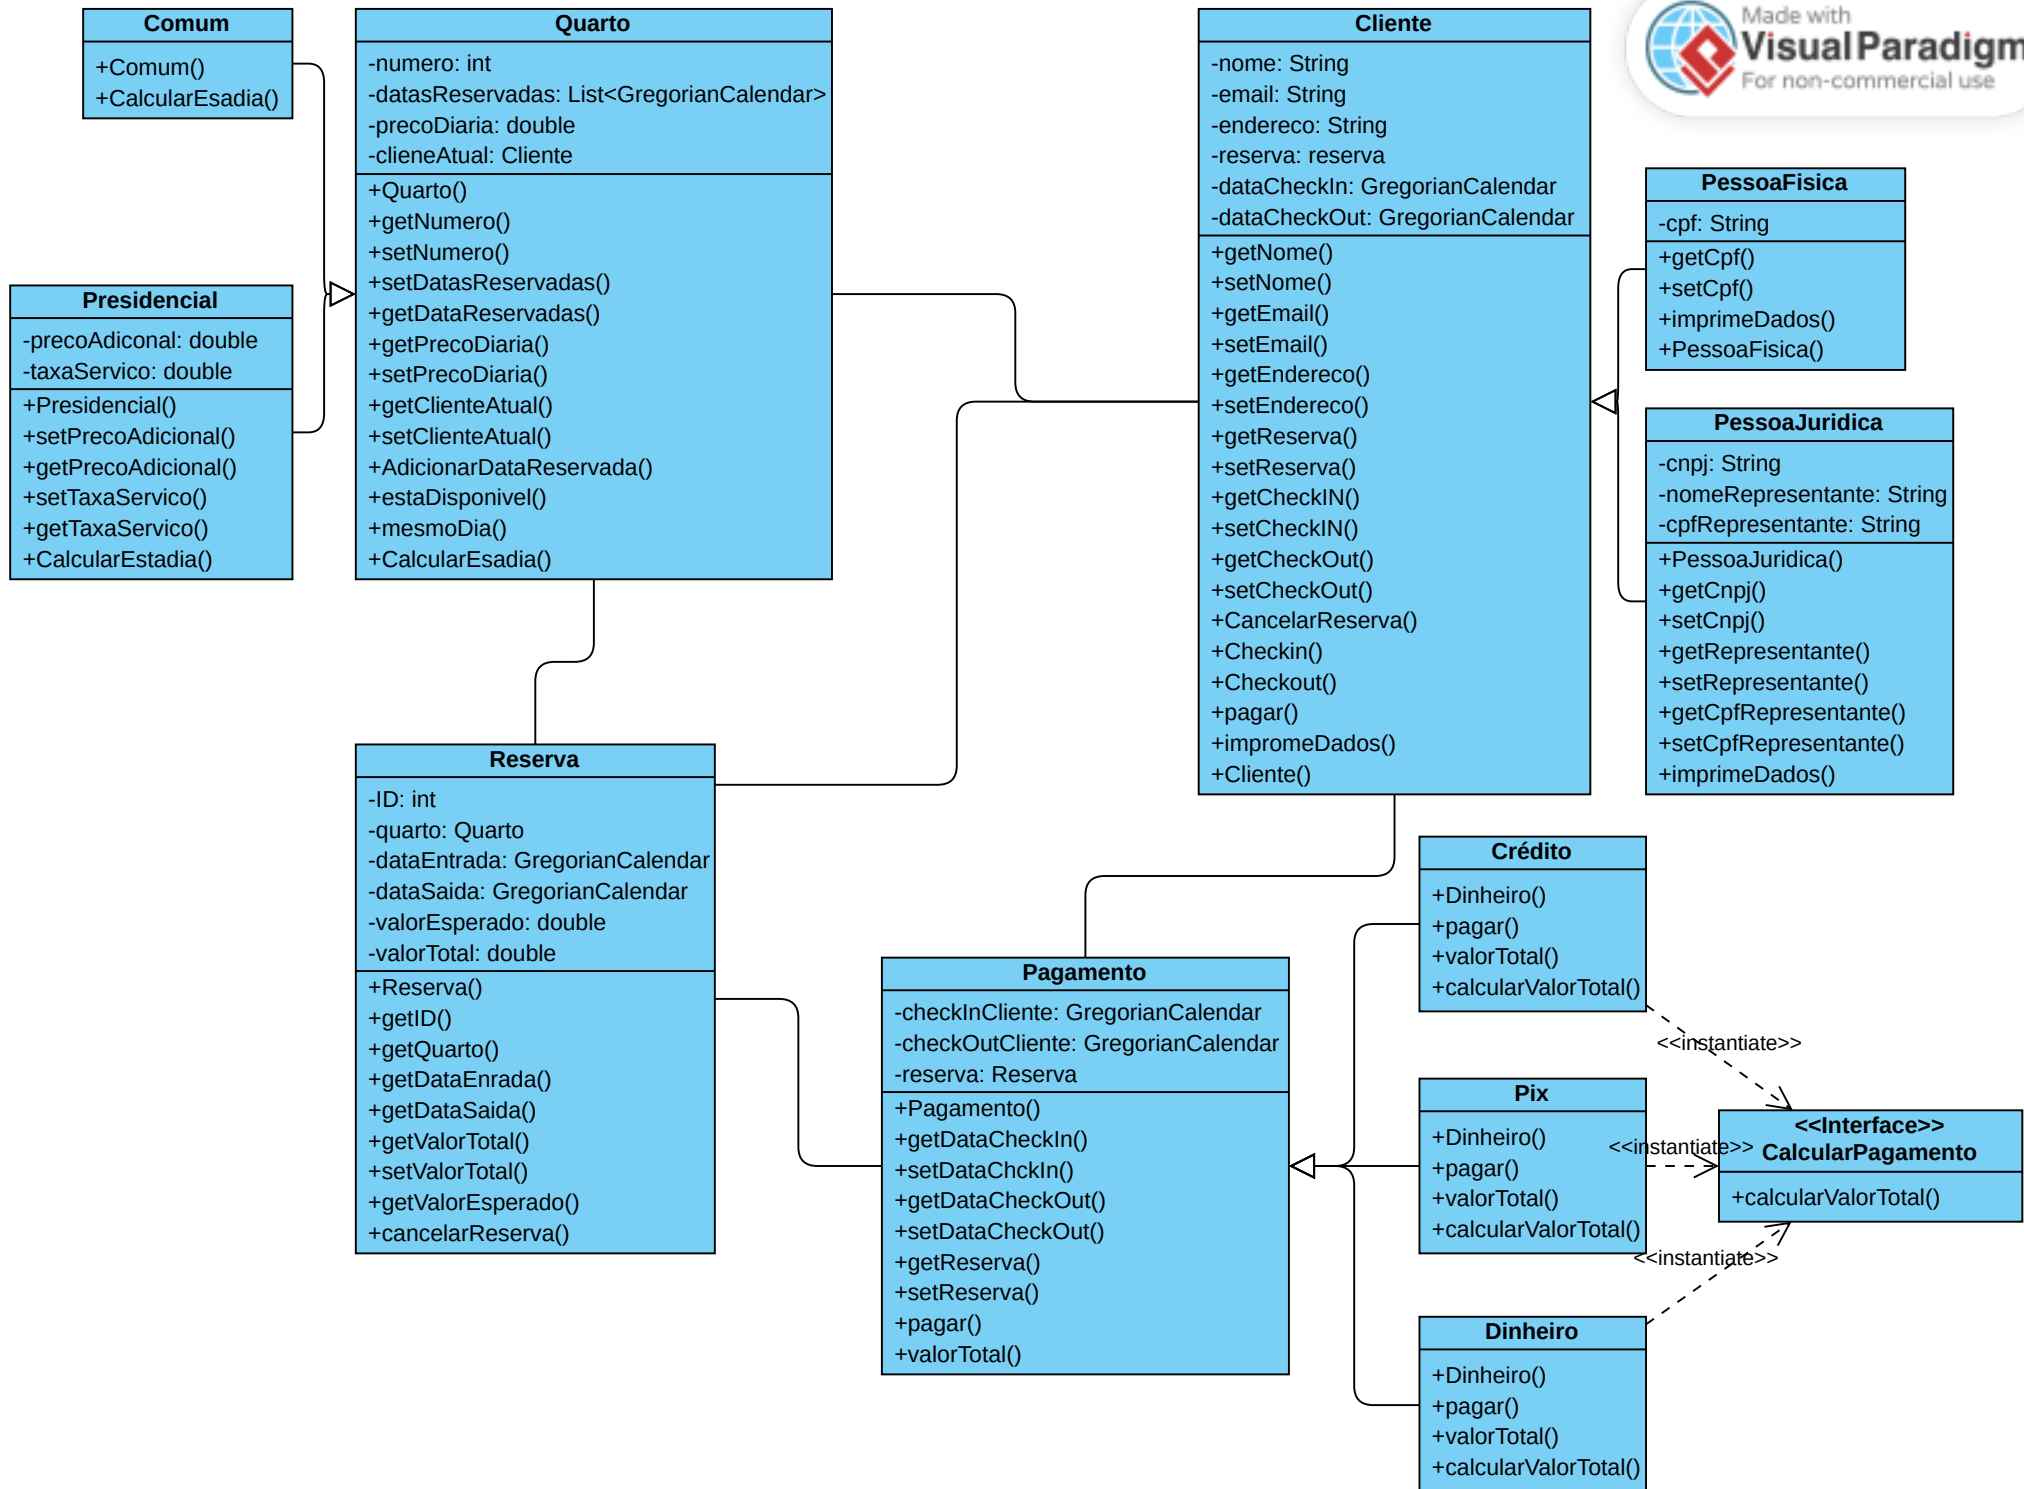 Comum
+Comum()
+CalcularEsadia()
Quarto
-numero: int
-datasReservadas: List<GregorianCalendar>
-precoDiaria: double
-clieneAtual: Cliente
+Quarto()
+getNumero()
+setNumero()
+setDatasReservadas()
+getDataReservadas()
+getPrecoDiaria()
+setPrecoDiaria()
+getClienteAtual()
+setClienteAtual()
+AdicionarDataReservada()
+estaDisponivel()
+mesmoDia()
+CalcularEsadia()
Cliente
-nome: String
-email: String
-endereco: String
-reserva: reserva
-dataCheckIn: GregorianCalendar
-dataCheckOut: GregorianCalendar
+getNome()
+setNome()
+getEmail()
+setEmail()
+getEndereco()
+setEndereco()
+getReserva()
+setReserva()
+getCheckIN()
+setCheckIN()
+getCheckOut()
+setCheckOut()
+CancelarReserva()
+Checkin()
+Checkout()
+pagar()
+impromeDados()
+Cliente()
Made with
Visual Paradigm
For non-commercial use
PessoaFisica
-cpf: String
+getCpf()
+setCpf()
+imprimeDados()
+PessoaFisica()
Presidencial
-precoAdiconal: double
-taxaServico: double
+Presidencial()
+setPrecoAdicional()
+getPrecoAdicional()
+setTaxaServico()
+getTaxaServico()
+CalcularEstadia()
PessoaJuridica
-cnpj: String
-nomeRepresentante: String
-cpfRepresentante: String
+PessoaJuridica()
+getCnpj()
+setCnpj()
+getRepresentante()
+setRepresentante()
+getCpfRepresentante()
+setCpfRepresentante()
+imprimeDados()
Reserva
-ID: int
-quarto: Quarto
-dataEntrada: GregorianCalendar
-dataSaida: GregorianCalendar
-valorEsperado: double
-valorTotal: double
+Reserva()
+getID()
+getQuarto()
+getDataEnrada()
+getDataSaida()
+getValorTotal()
+setValorTotal()
+getValorEsperado()
+cancelarReserva()
Pagamento
-checkInCliente: GregorianCalendar
-checkOutCliente: GregorianCalendar
-reserva: Reserva
+Pagamento()
+getDataCheckIn()
+setDataChckIn()
+getDataCheckOut()
+setDataCheckOut()
+getReserva()
+setReserva()
+pagar()
+valorTotal()
Crédito
+Dinheiro()
+pagar()
+valorTotal()
+calcularValorTotal()
<<instantiate>>
Pix
+Dinheiro()
+pagar()
+valorTotal()
+calcularValorTotal()
<<instantiate>>
<<Interface>>
CalcularPagamento
+calcularValorTotal()
<<instantiate>>
Dinheiro
+Dinheiro()
+pagar()
+valorTotal()
+calcularValorTotal()